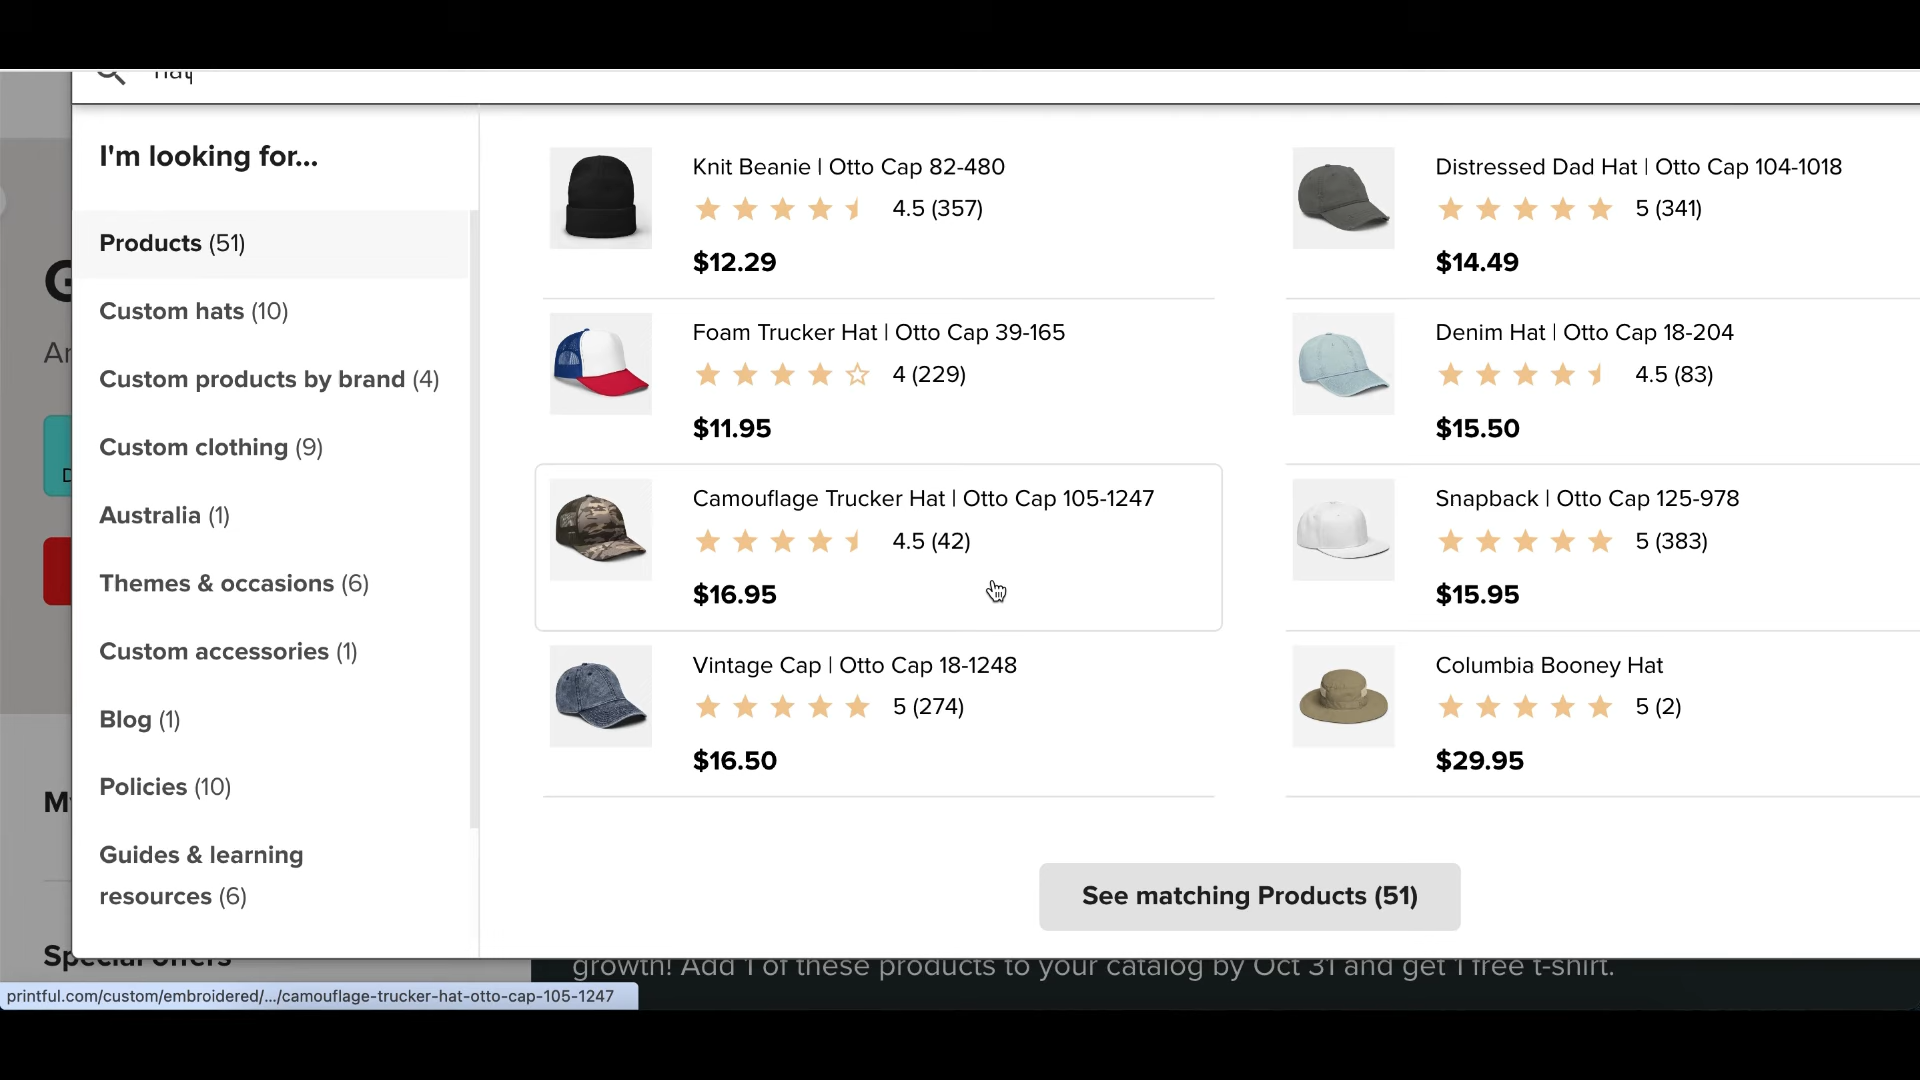 I'm looking for...
Products (51)
Custom hats (10)
Custom products by brand (4)
Custom clothing (9)
Australia (1)
Themes & occasions (6)
Custom accessories (1)
Blog (1)
Policies (10)
Guides & learning
resources (6)
Knit Beanie | Otto Cap 82-480
4.5 (357)
$12.29
Distressed Dad Hat | Otto Cap 104-1018
5 (341)
$14.49
Foam Trucker Hat | Otto Cap 39-165
4 (229)
$11.95
Denim Hat | Otto Cap 18-204
4.5 (83)
$15.50
Camouflage Trucker Hat | Otto Cap 105-1247
4.5 (42)
$16.95
Snapback | Otto Cap 125-978
5 (383)
$15.95
Vintage Cap | Otto Cap 18-1248
5 (274)
$16.50
Columbia Booney Hat
5 (2)
$29.95
See matching Products (51)
Special offers
growth! Add 1 of these products to your catalog by Oct 31 and get 1 free t-shirt.
printful.com/custom/embroidered/.../camouflage-trucker-hat-otto-cap-105-1247